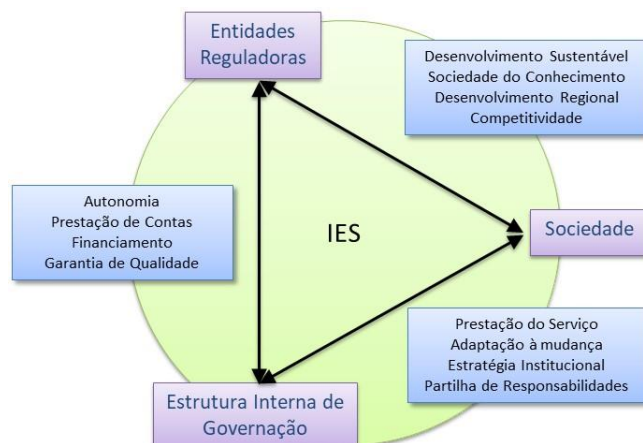 Entidades
Reguladoras
Desenvolvimento Sustentável
Sociedade do Conhecimento
Desenvolvimento Regional
Competitividade
Autonomia
Prestação de Contas
Financiamento
Garantia de Qualidade
IES
Sociedade
Prestação do Serviço
Adaptação à mudança
Estratégia Institucional
Partilha de Responsabilidades
Estrutura Interna de
Governação